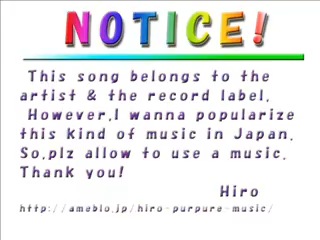 NOTICE!
This song belongs to the
artist & the record label.
However,I wanna popularize
this kind of music in Japan.
So,plz allow to use a music.
Thank you!
Hiro
http://ameblo.jp/hiro-purpure-music/